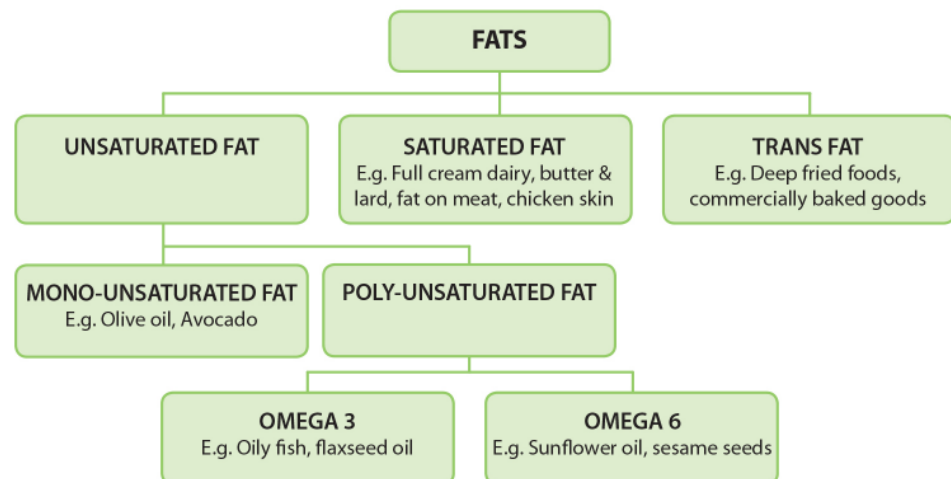 FATS
UNSATURATED FAT
SATURATED FAT
E.g. Full cream dairy, butter &
lard, fat on meat, chicken skin
TRANS FAT
E.g. Deep fried foods,
commercially baked goods
MONO-UNSATURATED FAT
E.g. Olive oil, Avocado
POLY-UNSATURATED FAT
OMEGA 3
E.g. Oily fish, flaxseed oil
OMEGA 6
E.g. Sunflower oil, sesame seeds